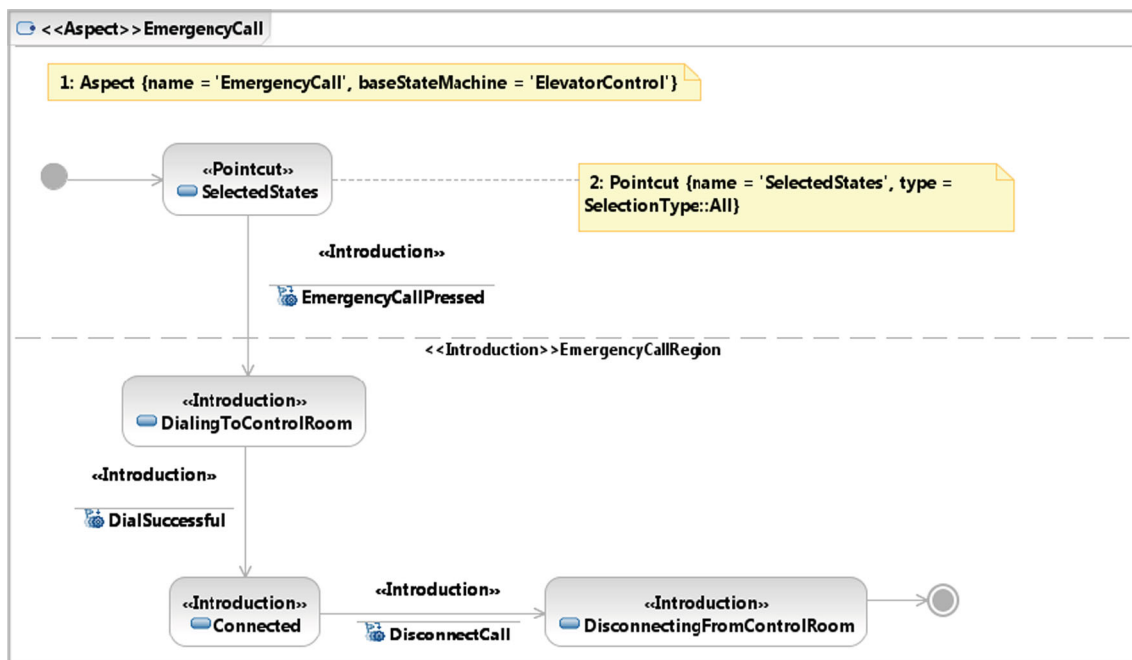 <<Aspect>>EmergencyCall
1: Aspect {name = 'EmergencyCall', baseStateMachine = 'ElevatorControl'}
«Pointcut»
SelectedStates
2: Pointcut {name = 'SelectedStates', type =
SelectionType::All}
«Introduction»
EmergencyCallPressed
<<Introduction>>EmergencyCallRegion
«Introduction»
DialingToControlRoom
«Introduction»
DialSuccessful
«Introduction»
Connected
«Introduction»
DisconnectCall
«Introduction»
DisconnectingFromControlRoom